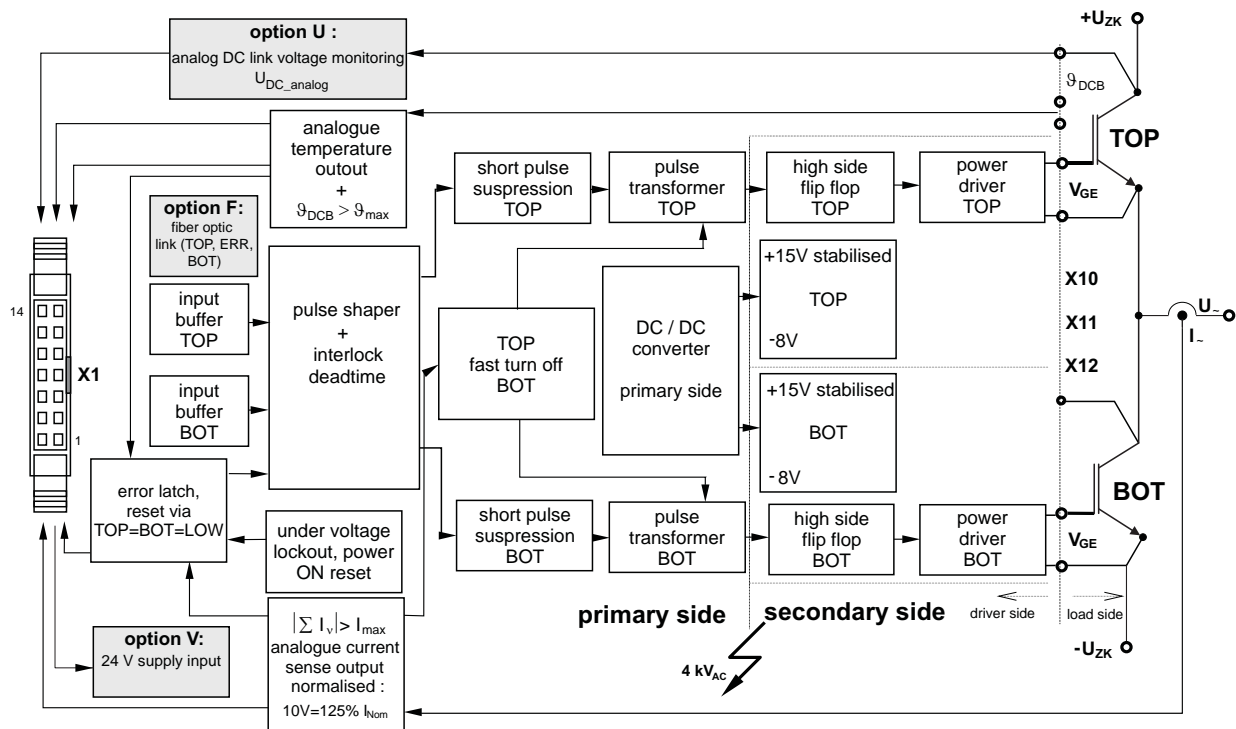 option U :
analog DC link voltage monitoring
U_DC_analog
+U_ZK
ϑ_DCB
TOP
V_GE
analogue
temperature
outout
+
ϑ_DCB > ϑ_max
option F:
fiber optic
link (TOP, ERR,
BOT)
short pulse
suspression
TOP
pulse
transformer
TOP
high side
flip flop
TOP
power
driver
TOP
input
buffer
TOP
pulse shaper
+
interlock
deadtime
TOP
fast turn off
BOT
DC / DC
converter
primary side
+15V stabilised
TOP
-8V
X10
X11
X12
U~
I~
14
X1
1
input
buffer
BOT
+15V stabilised
BOT
-8V
error latch,
reset via
TOP=BOT=LOW
under voltage
lockout, power
ON reset
short pulse
suspression
BOT
pulse
transformer
BOT
high side
flip flop
BOT
power
driver
BOT
BOT
V_GE
primary side
secondary side
driver side
load side
4 kV_AC
-U_ZK
option V:
24 V supply input
|∑ I_v| > I_max
analogue current
sense output
normalised :
10V=125% I_Nom